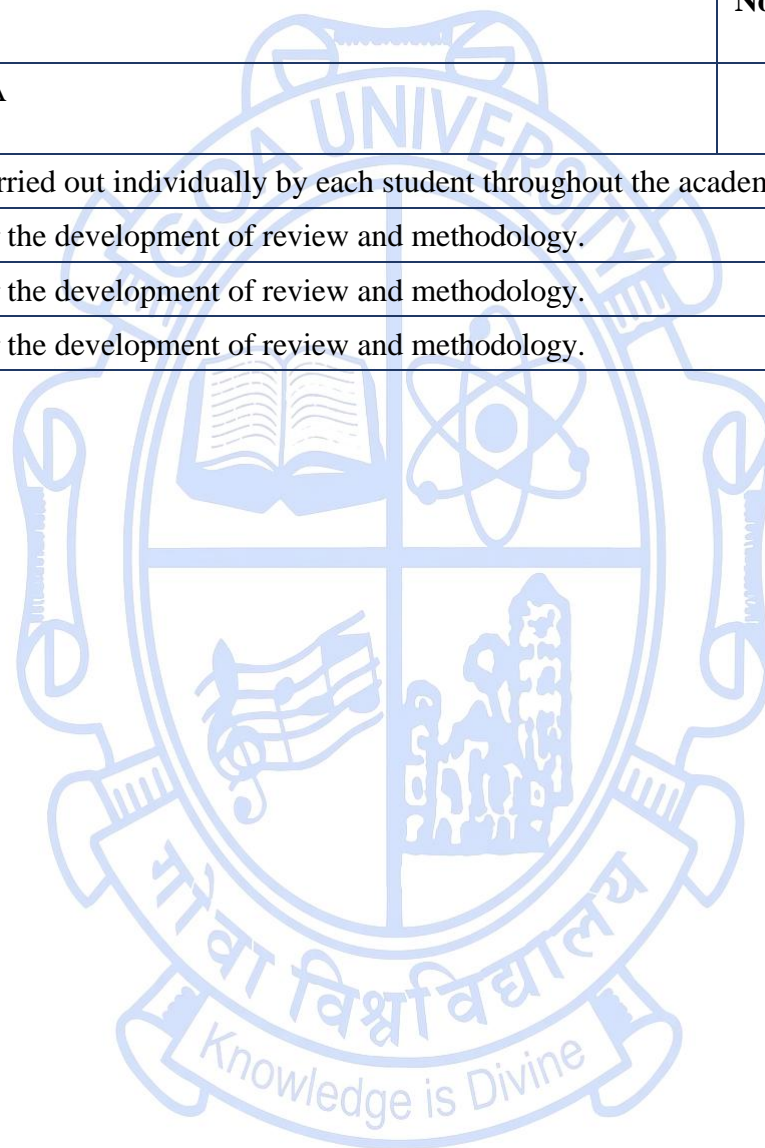 No
A
rried out individually by each student throughout the academ
the development of review and methodology.
the development of review and methodology.
the development of review and methodology.
GOA UNIVERSITY
गोंवा विश्वविद्यालय
Knowledge is Divine